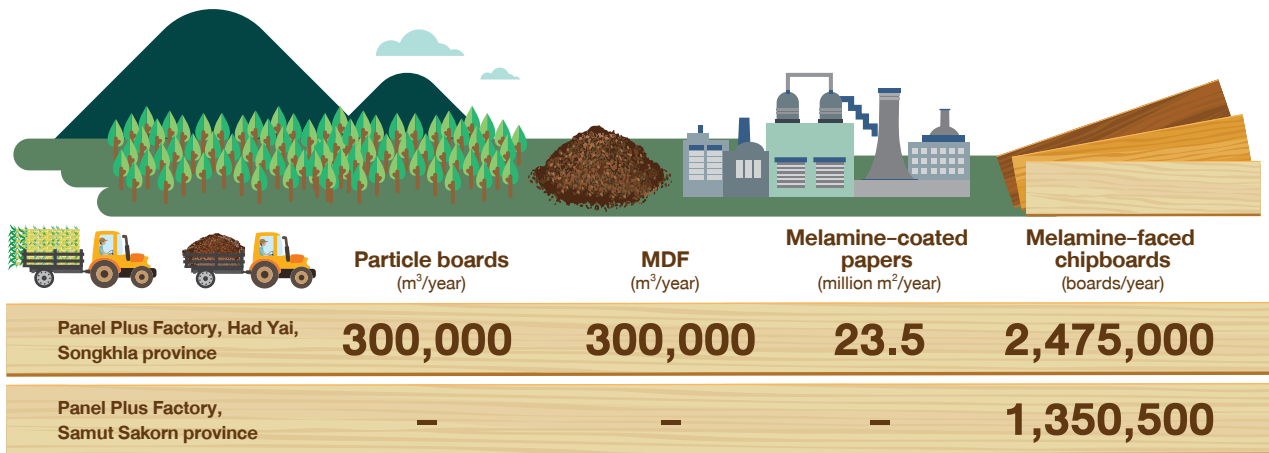 Particle boards
(m³/year)
MDF
(m³/year)
Melamine-coated
papers
(million m²/year)
Melamine-faced
chipboards
(boards/year)
Panel Plus Factory, Had Yai,
Songkhla province
300,000
300,000
23.5
2,475,000
Panel Plus Factory,
Samut Sakorn province
–
–
–
1,350,500